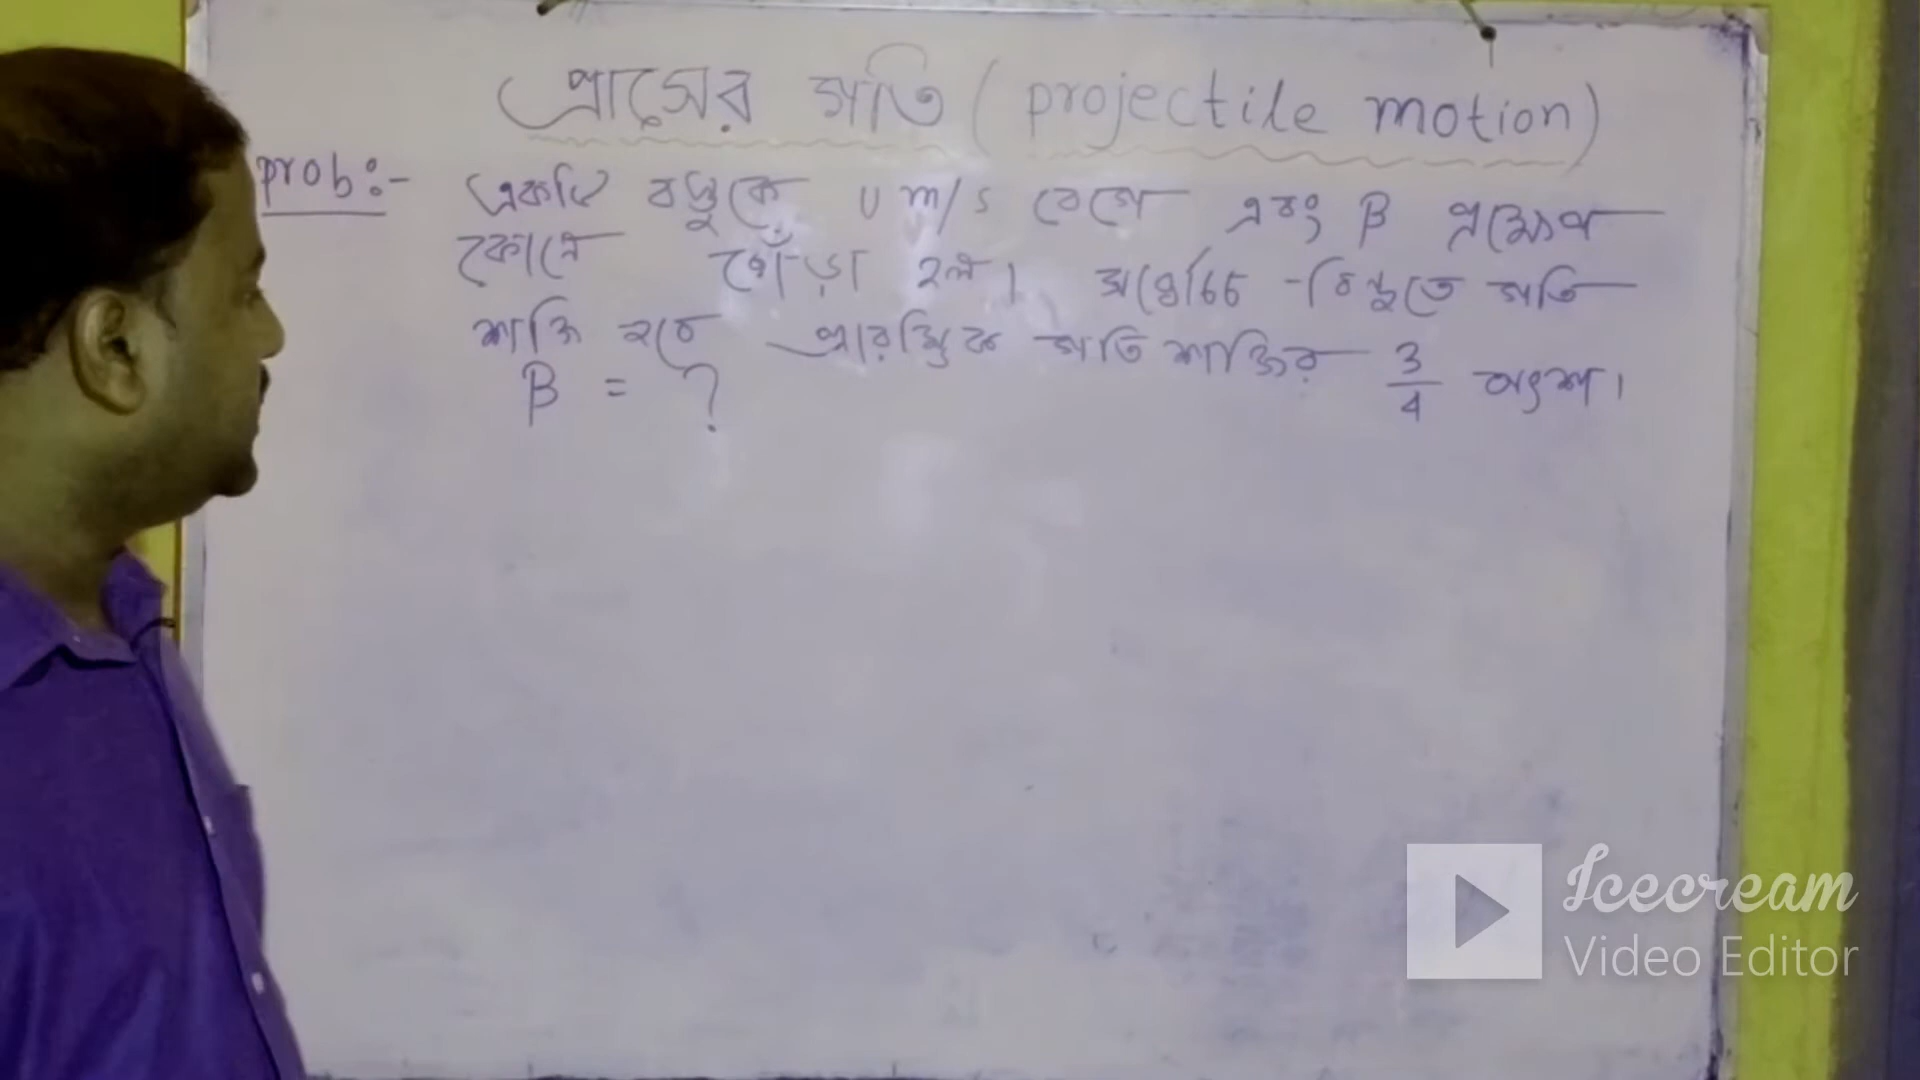 প্রাসের গতি (projectile motion)
prob:- একটি বস্তুকে u m/s বেগে এবং β প্রক্ষেপ
কোনে ছোঁড়া হল। সর্ব্বোচ্চ বিন্দুতে গতি
শক্তি হবে প্রারম্ভিক গতি শক্তির 3/4 অংশ।
β = ?
Icecream
Video Editor